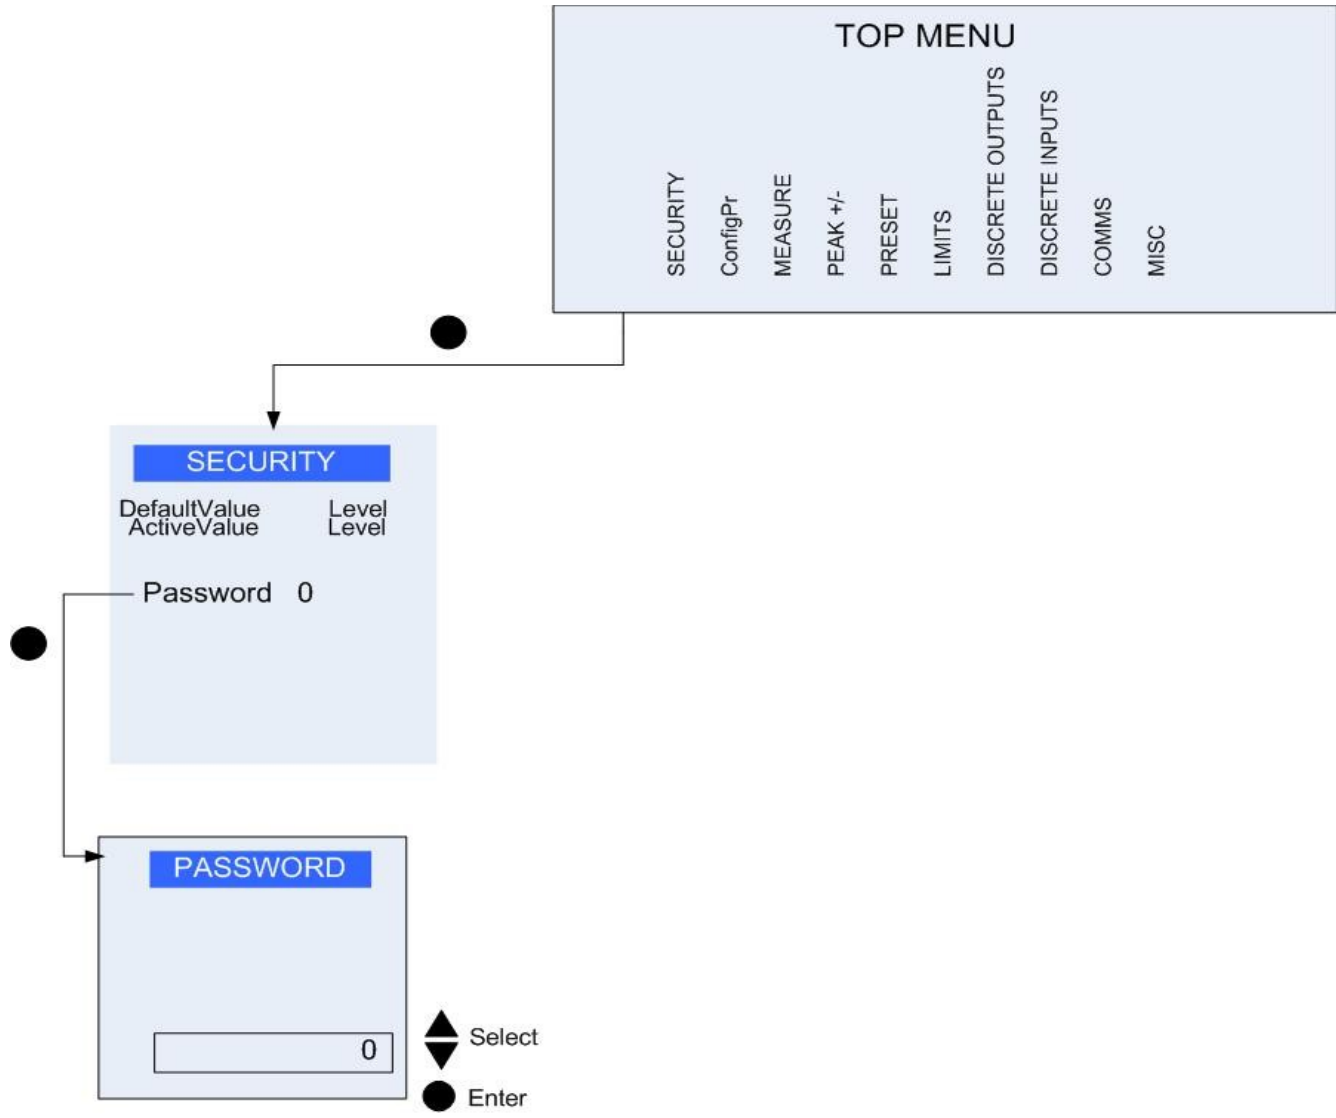 TOP MENU
SECURITY
ConfigPr
MEASURE
PEAK +/-
PRESET
LIMITS
DISCRETE OUTPUTS
DISCRETE INPUTS
COMMS
MISC
SECURITY
DefaultValue Level
ActiveValue Level
Password 0
PASSWORD
0
Select
Enter